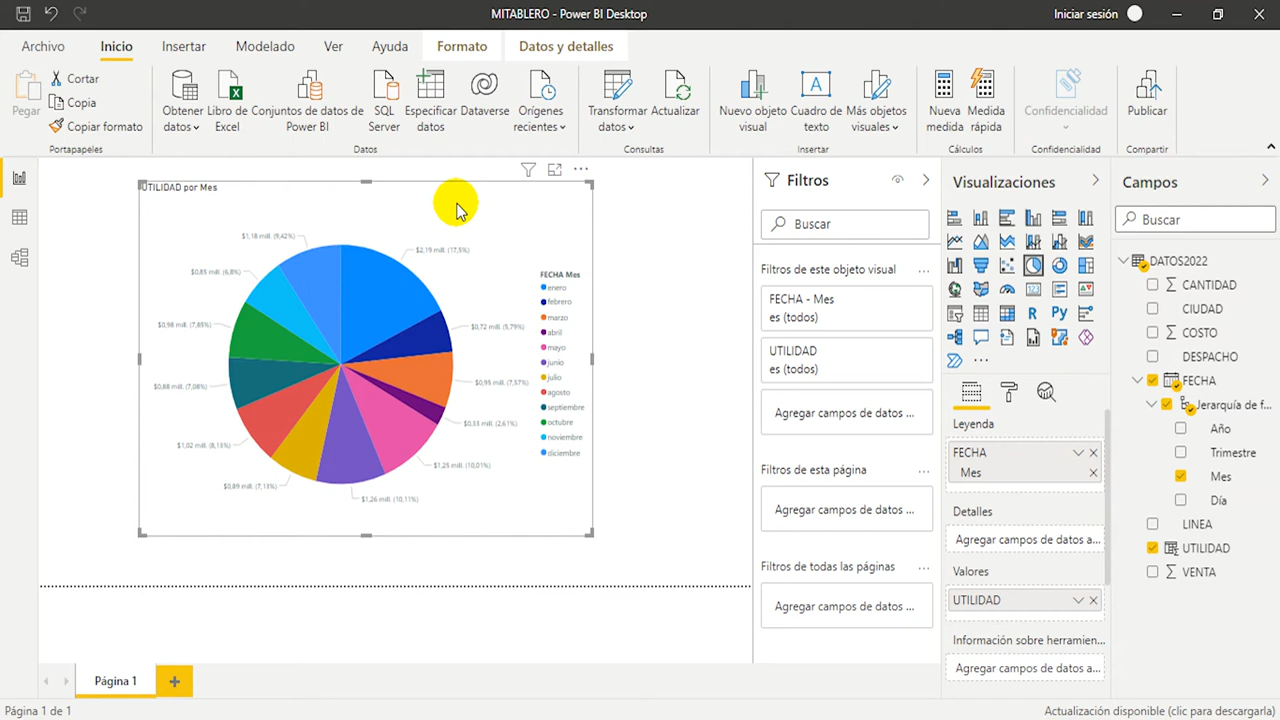 MITABLERO - Power BI Desktop
Iniciar sesión
Archivo
Inicio
Insertar
Modelado
Ver
Ayuda
Formato
Datos y detalles
Pegar
Cortar
Copia
Copiar formato
Portapapeles
Obtener
datos
Libro de
Excel
Conjuntos de datos de
Power BI
SQL
Server
Especificar
datos
Dataverse
Orígenes
recientes
Datos
Transformar
datos
Actualizar
Consultas
Nuevo objeto
visual
Cuadro de
texto
Más objetos
visuales
Insertar
Nueva
medida
Medida
rápida
Cálculos
Confidencialidad
Confidencialidad
Publicar
Compartir
UTILIDAD por Mes
$1,18 mill. (9,42%)
$2,19 mill. (17,5%)
$0,85 mill. (6,8%)
$0,98 mill. (7,85%)
$0,72 mill. (5,79%)
$0,88 mill. (7,08%)
$0,95 mill. (7,57%)
$0,33 mill. (2,61%)
$1,02 mill. (8,13%)
$1,25 mill. (10,01%)
$0,89 mill. (7,13%)
$1,26 mill. (10,11%)
FECHA Mes
enero
febrero
marzo
abril
mayo
junio
julio
agosto
septiembre
octubre
noviembre
diciembre
Filtros
Buscar
Filtros de este objeto visual
...
FECHA - Mes
es (todos)
UTILIDAD
es (todos)
Agregar campos de datos ...
Filtros de esta página
...
Agregar campos de datos ...
Filtros de todas las páginas
...
Agregar campos de datos ...
Visualizaciones
R
Py
...
Leyenda
FECHA
Mes
Detalles
Agregar campos de datos a...
Valores
UTILIDAD
Información sobre herramien...
Agregar campos de datos a...
Campos
Buscar
DATOS2022
CANTIDAD
CIUDAD
COSTO
DESPACHO
FECHA
Jerarquía de f...
Año
Trimestre
Mes
Día
LINEA
UTILIDAD
VENTA
Página 1
Página 1 de 1
Actualización disponible (clic para descargarla)